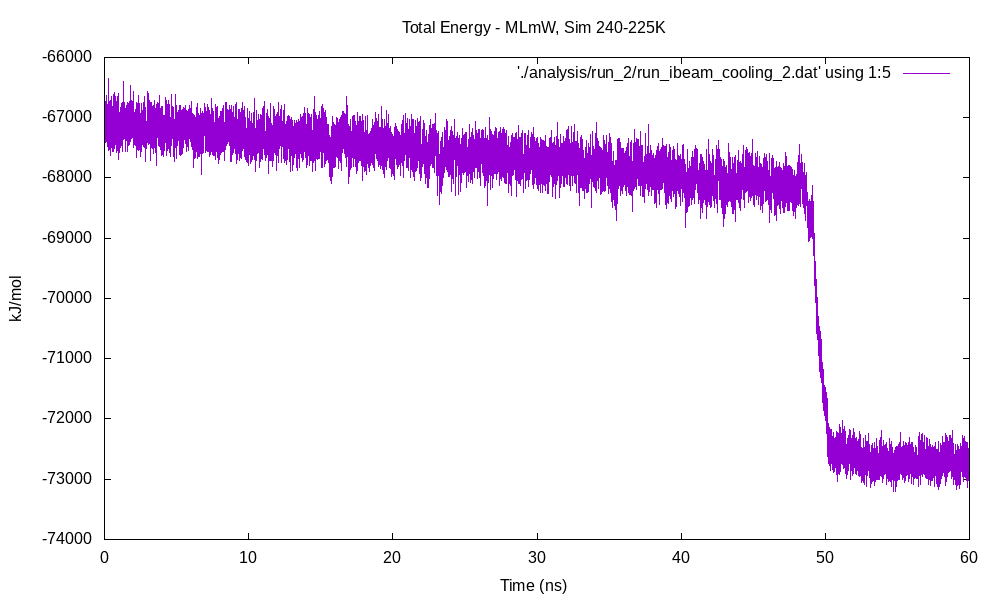 Total Energy - MLmW, Sim 240-225K
-66000
'./analysis/run_2/run_ibeam_cooling_2.dat' using 1:5
-67000
-68000
-69000
-70000
-71000
-72000
-73000
-74000
kJ/mol
0 10 20 30 40 50 60
Time (ns)